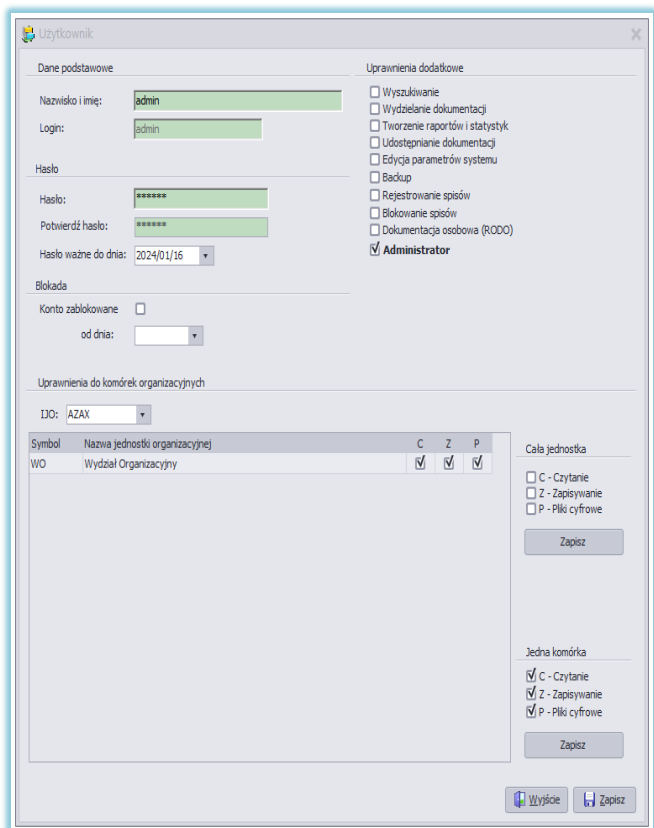 Użytkownik
Dane podstawowe
Nazwisko i imię: admin
Login: admin
Hasło
Hasło: ******
Potwierdź hasło: ******
Hasło ważne do dnia: 2024/01/16
Blokada
Konto zablokowane
od dnia:
Uprawnienia dodatkowe
Wyszukiwanie
Wydzielanie dokumentacji
Tworzenie raportów i statystyk
Udostępnianie dokumentacji
Edycja parametrów systemu
Backup
Rejestrowanie spisów
Blokowanie spisów
Dokumentacja osobowa (RODO)
Administrator
Uprawnienia do komórek organizacyjnych
IJO: AZAX
Symbol Nazwa jednostki organizacyjnej C Z P
WO Wydział Organizacyjny
Cała jednostka
C - Czytanie
Z - Zapisywanie
P - Pliki cyfrowe
Zapisz
Jedna komórka
C - Czytanie
Z - Zapisywanie
P - Pliki cyfrowe
Zapisz
Wyjście Zapisz